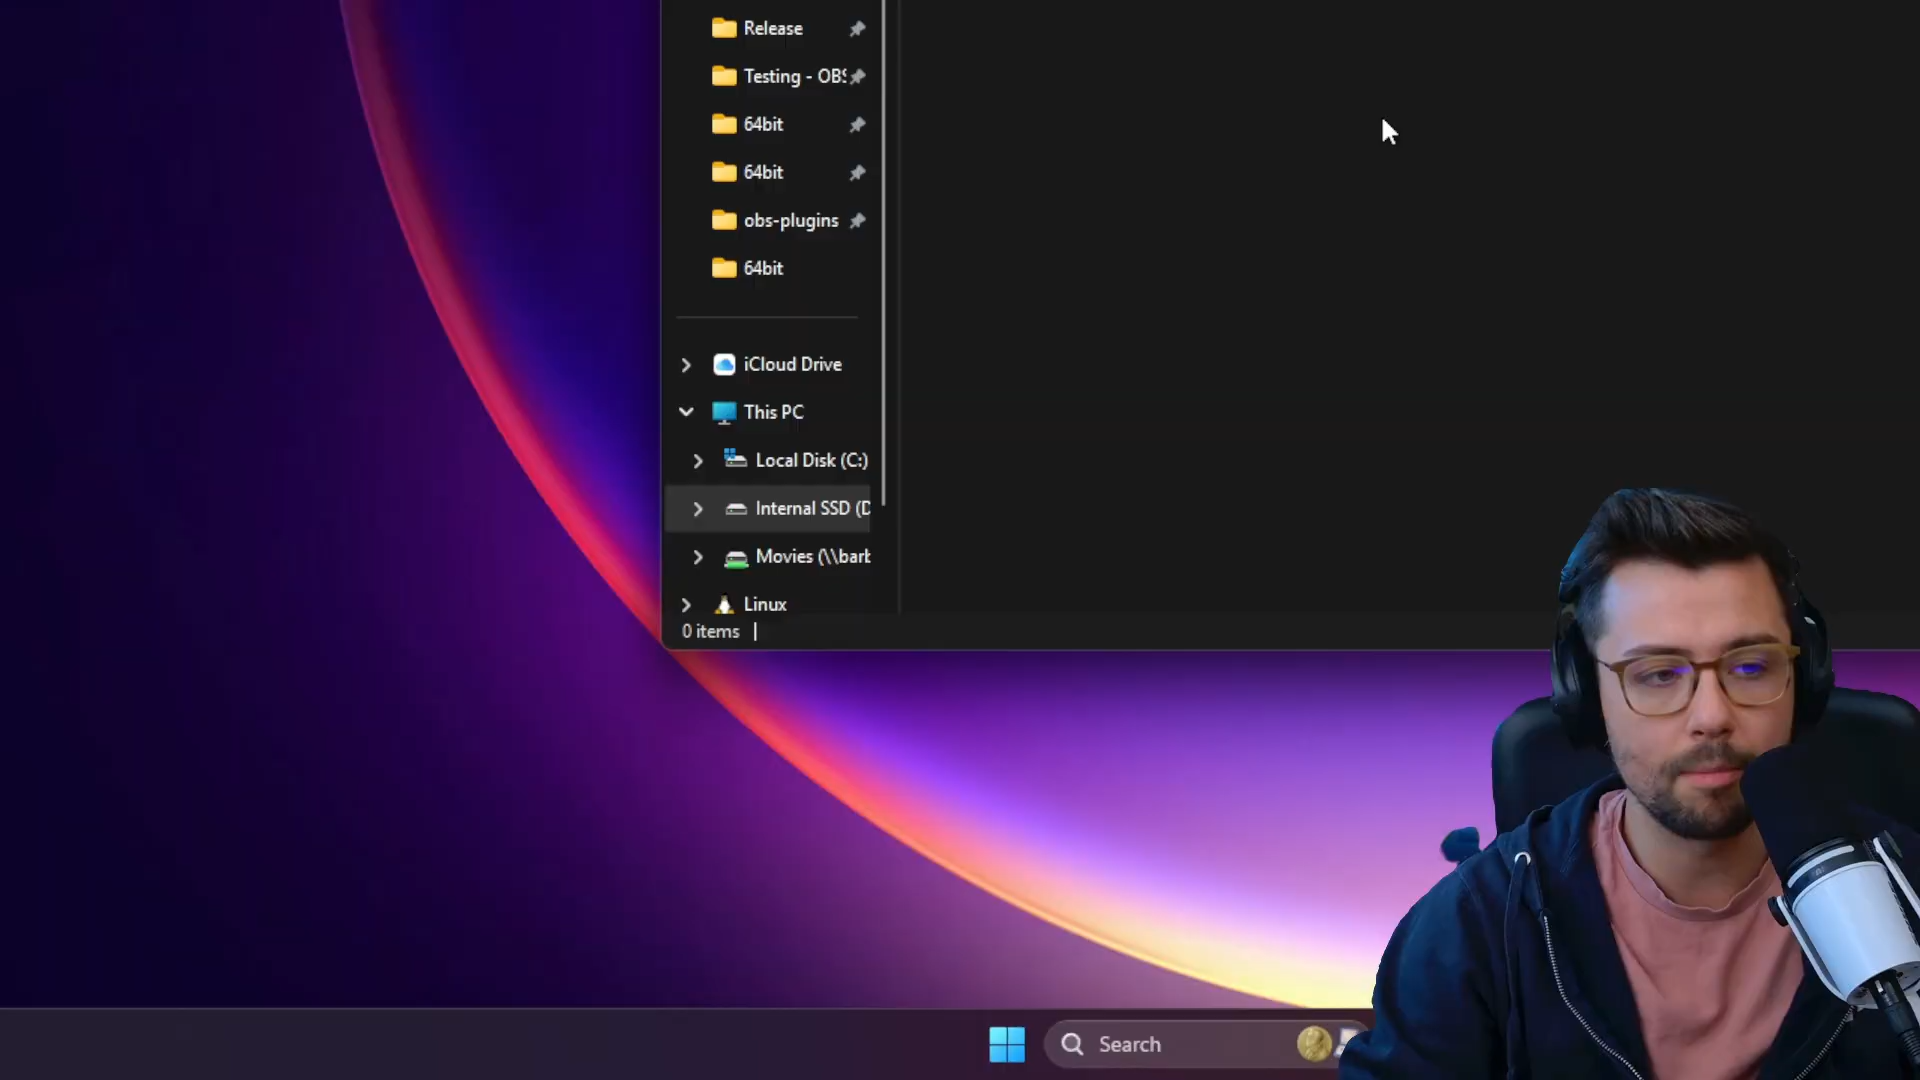 Release
Testing - OBS
64bit
64bit
obs-plugins
64bit
iCloud Drive
This PC
Local Disk (C:)
Internal SSD (D
Movies (\\barb
Linux
0 items
Search